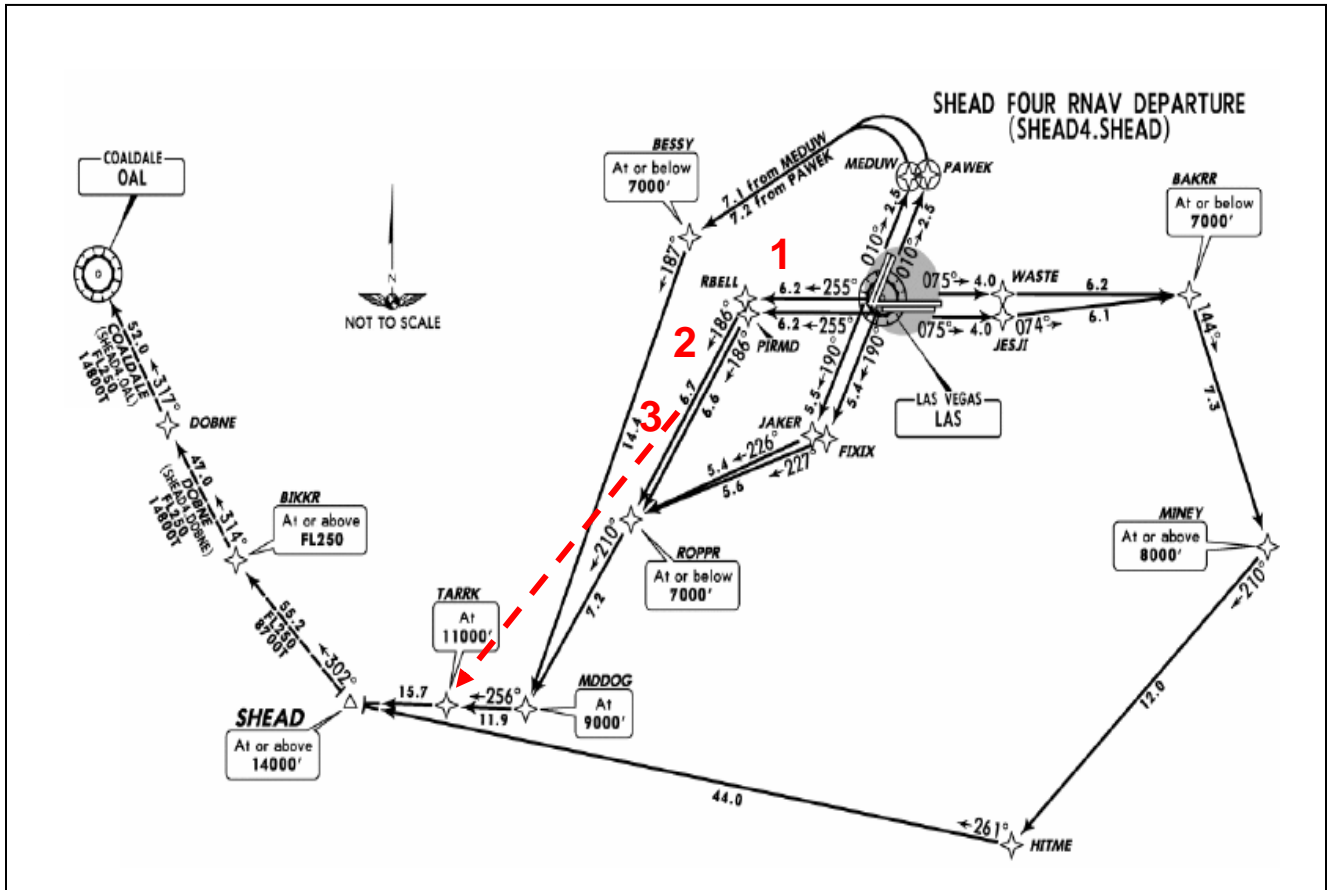 SHEAD FOUR RNAV DEPARTURE
(SHEAD4.SHEAD)
COALDALE
OAL
N
NOT TO SCALE
BESSY
At or below
7000'
7.1 from MEDUW
7.2 from PAWEK
MEDUW
PAWEK
010° 2.5
010° 2.5
BAKRR
At or below
7000'
1
187°
RBELL
6.2 255°
6.2 255°
PIRMD
075° 4.0
WASTE
6.2
075° 4.0
074°
6.1
JESJI
144°
7.3
LAS VEGAS
LAS
2
186°
186°
6.7
6.6
190°
5.5
190°
5.4
3
14.4
JAKER
FIXIX
226°
5.4
227°
5.6
52.0 317°
COALDALE
(SHEAD4.OAL)
FL250
14800T
DOBNE
47.0 314°
DOBNE
(SHEAD4.DOBNE)
FL250
14800T
BIKKR
At or above
FL250
ROPPR
At or below
7000'
210°
7.2
MINEY
At or above
8000'
210°
12.0
TARRK
At
11000'
55.2
FL250
8700T
302°
15.7
256°
11.9
MDDOG
At
9000'
SHEAD
At or above
14000'
44.0
261°
HITME